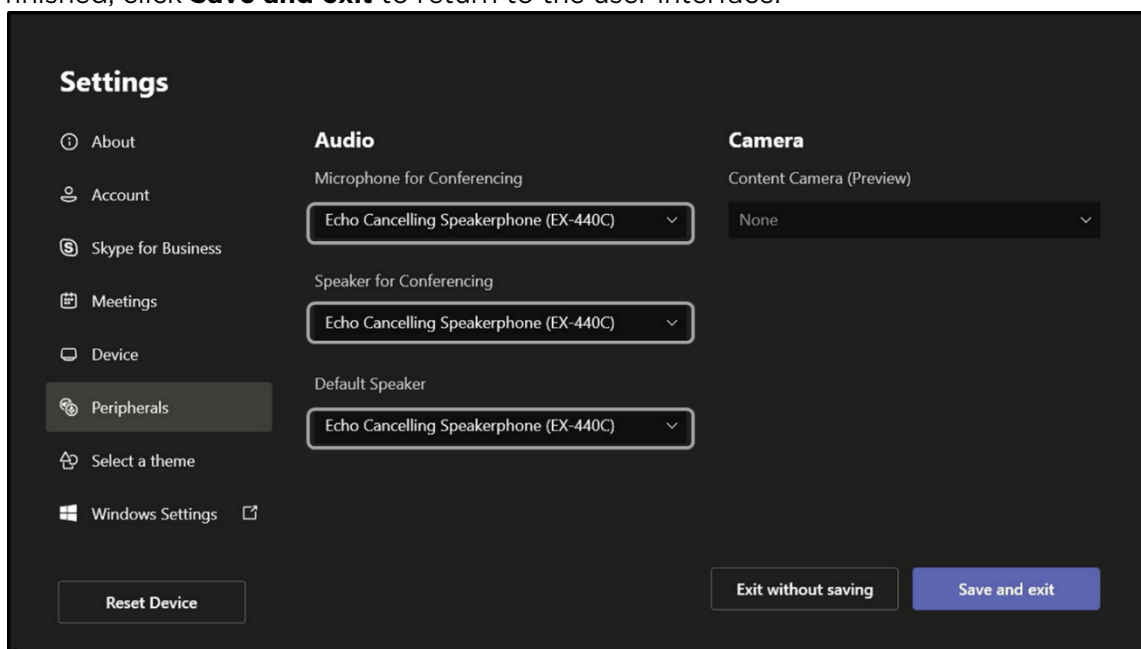 finished, click Save and exit to return to the user interface.
Settings
About
Account
Skype for Business
Meetings
Device
Peripherals
Select a theme
Windows Settings
Reset Device
Audio
Microphone for Conferencing
Echo Cancelling Speakerphone (EX-440C)
Speaker for Conferencing
Echo Cancelling Speakerphone (EX-440C)
Default Speaker
Echo Cancelling Speakerphone (EX-440C)
Camera
Content Camera (Preview)
None
Exit without saving
Save and exit